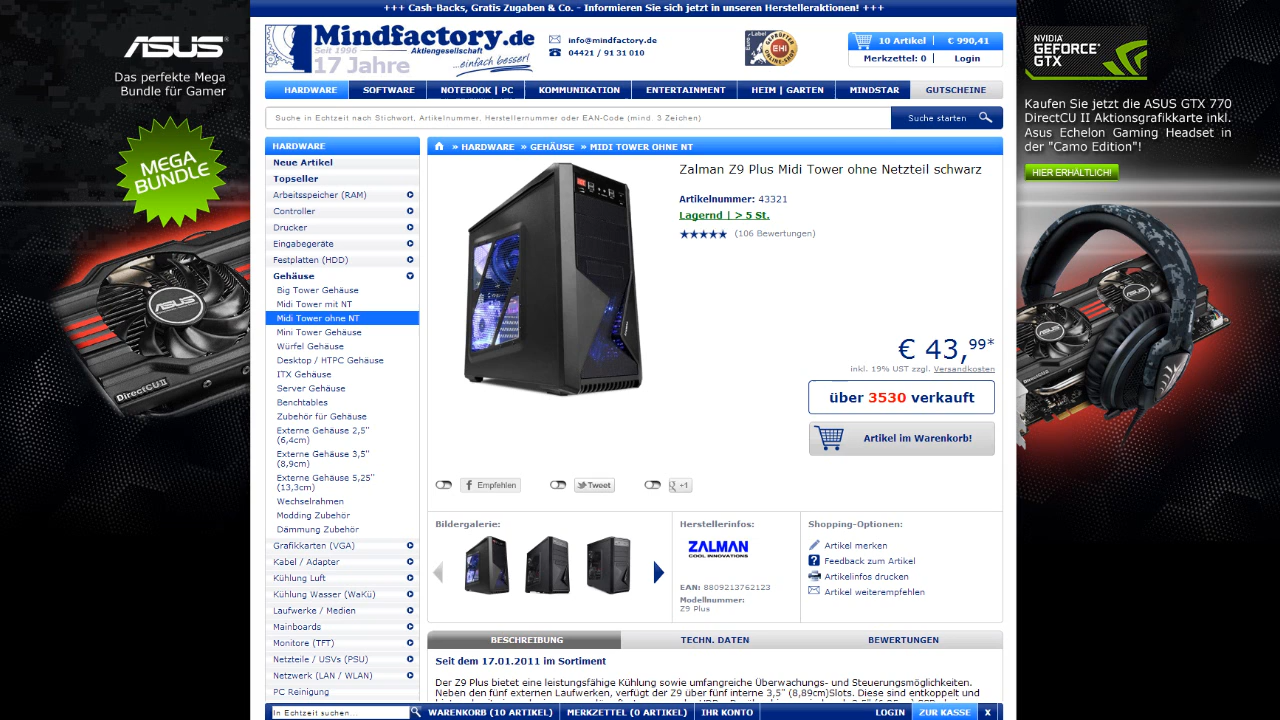 +++ Cash-Backs, Gratis Zugaben & Co. - Informieren Sie sich jetzt in unseren Herstelleraktionen! +++
ASUS
Das perfekte Mega
Bundle für Gamer
MEGA
BUNDLE
ASUS
DirectCU II
Mindfactory.de
Seit 1996
Aktiengesellschaft
17 Jahre
...einfach besser!
info@mindfactory.de
04421 / 91 31 010
Euro-Label
GEPRÜFTER
EHI
ONLINE-SHOP
10 Artikel | € 990,41
Merkzettel: 0 | Login
NVIDIA
GEFORCE
GTX
Kaufen Sie jetzt die ASUS GTX 770
DirectCU II Aktionsgrafikkarte inkl.
Asus Echelon Gaming Headset in
der "Camo Edition"!
HIER ERHÄLTLICH!
ASUS
HARDWARE
SOFTWARE
NOTEBOOK | PC
KOMMUNIKATION
ENTERTAINMENT
HEIM | GARTEN
MINDSTAR
GUTSCHEINE
Suche in Echtzeit nach Stichwort, Artikelnummer, Herstellernummer oder EAN-Code (mind. 3 Zeichen)
Suche starten
HARDWARE
Neue Artikel
Topseller
Arbeitsspeicher (RAM)
Controller
Drucker
Eingabegeräte
Festplatten (HDD)
Gehäuse
Big Tower Gehäuse
Midi Tower mit NT
Midi Tower ohne NT
Mini Tower Gehäuse
Würfel Gehäuse
Desktop / HTPC Gehäuse
ITX Gehäuse
Server Gehäuse
Benchtables
Zubehör für Gehäuse
Externe Gehäuse 2,5"
(6,4cm)
Externe Gehäuse 3,5"
(8,9cm)
Externe Gehäuse 5,25"
(13,3cm)
Wechselrahmen
Modding Zubehör
Dämmung Zubehör
Grafikkarten (VGA)
Kabel / Adapter
Kühlung Luft
Kühlung Wasser (WaKü)
Laufwerke / Medien
Mainboards
Monitore (TFT)
Netzteile / USVs (PSU)
Netzwerk (LAN / WLAN)
PC Reinigung
» HARDWARE » GEHÄUSE » MIDI TOWER OHNE NT
Zalman Z9 Plus Midi Tower ohne Netzteil schwarz
Artikelnummer: 43321
Lagernd | > 5 St.
(106 Bewertungen)
€ 43,99*
inkl. 19% UST zzgl. Versandkosten
über 3530 verkauft
Artikel im Warenkorb!
Empfehlen
Tweet
+1
Bildergalerie:
Herstellerinfos:
ZALMAN
COOL INNOVATIONS
EAN: 8809213762123
Modellnummer:
Z9 Plus
Shopping-Optionen:
Artikel merken
Feedback zum Artikel
Artikelinfos drucken
Artikel weiterempfehlen
BESCHREIBUNG
TECHN. DATEN
BEWERTUNGEN
Seit dem 17.01.2011 im Sortiment
Der Z9 Plus bietet eine leistungsfähige Kühlung sowie umfangreiche Überwachungs- und Steuerungsmöglichkeiten.
Neben den fünf externen Laufwerken, verfügt der Z9 über fünf interne 3,5" (8,89cm)Slots. Diese sind entkoppelt und
In Echtzeit suchen...
WARENKORB (10 ARTIKEL)
MERKZETTEL (0 ARTIKEL)
IHR KONTO
LOGIN
ZUR KASSE
X